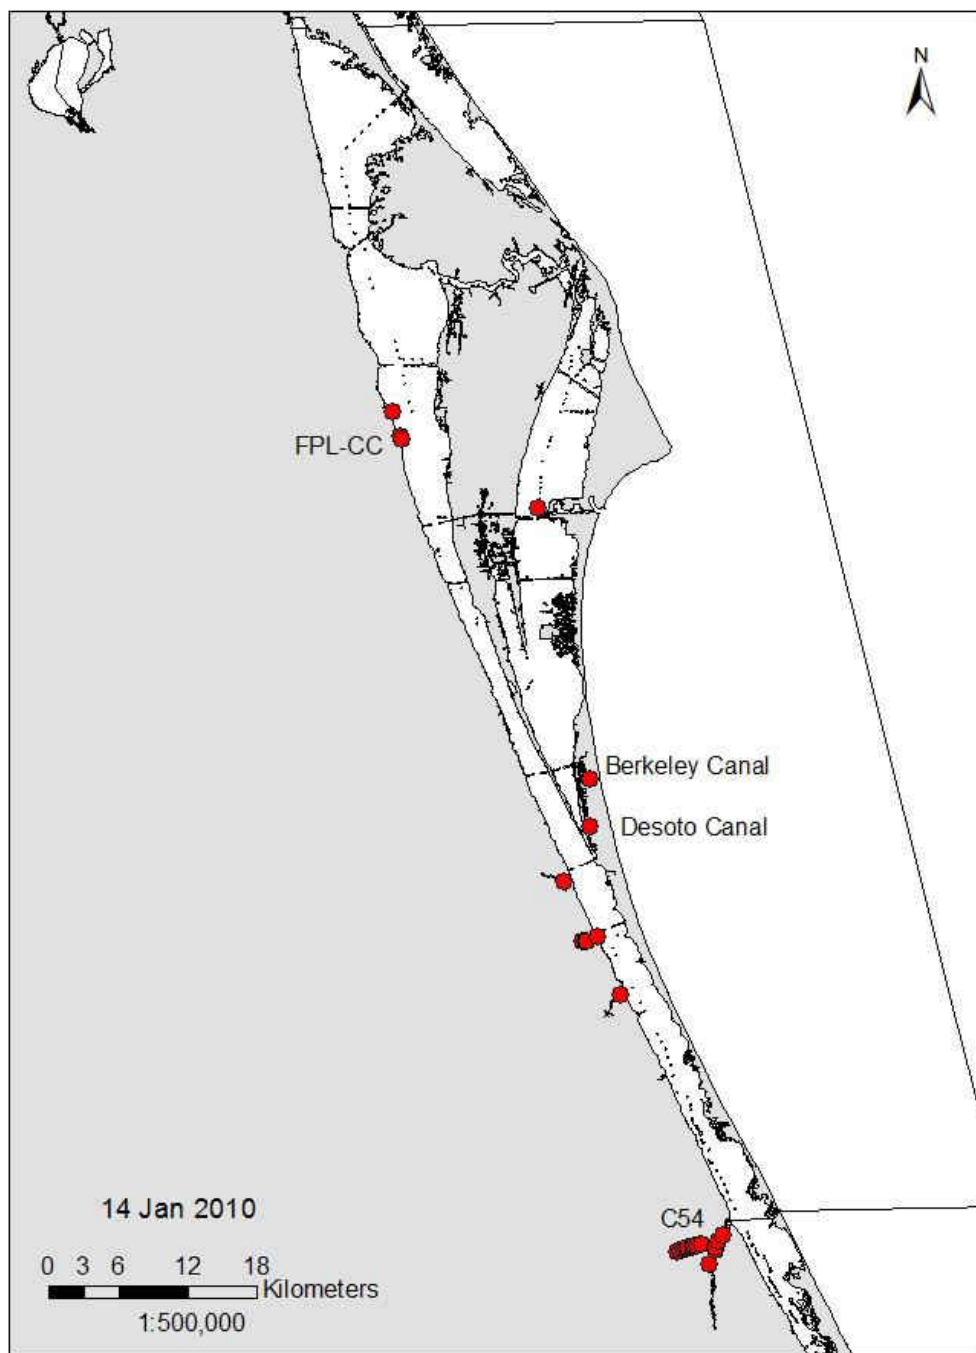 N
FPL-CC
Berkeley Canal
Desoto Canal
C54
14 Jan 2010
0 3 6 12 18
Kilometers
1:500,000